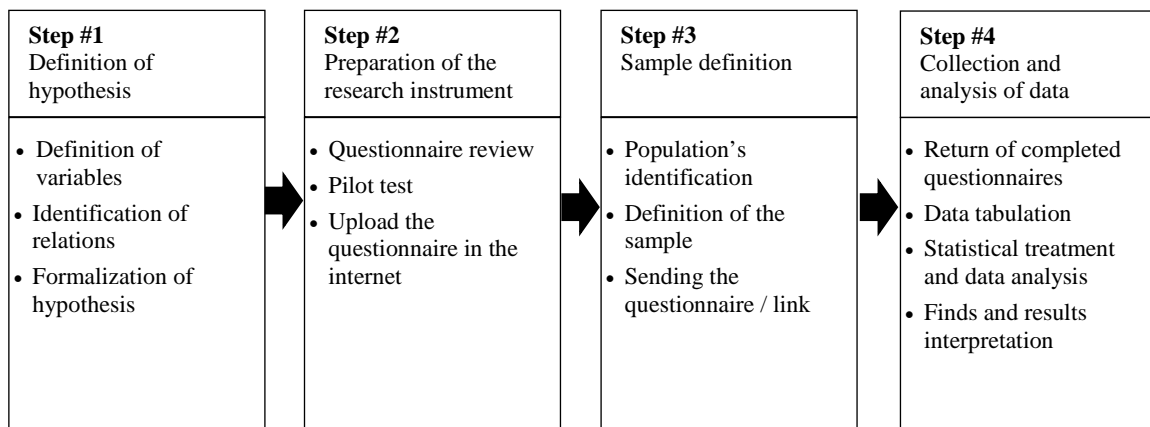 Step #1
Definition of
hypothesis
• Definition of
variables
• Identification of
relations
• Formalization of
hypothesis
Step #2
Preparation of the
research instrument
• Questionnaire review
• Pilot test
• Upload the
questionnaire in the
internet
Step #3
Sample definition
• Population’s
identification
• Definition of the
sample
• Sending the
questionnaire / link
Step #4
Collection and
analysis of data
• Return of completed
questionnaires
• Data tabulation
• Statistical treatment
and data analysis
• Finds and results
interpretation